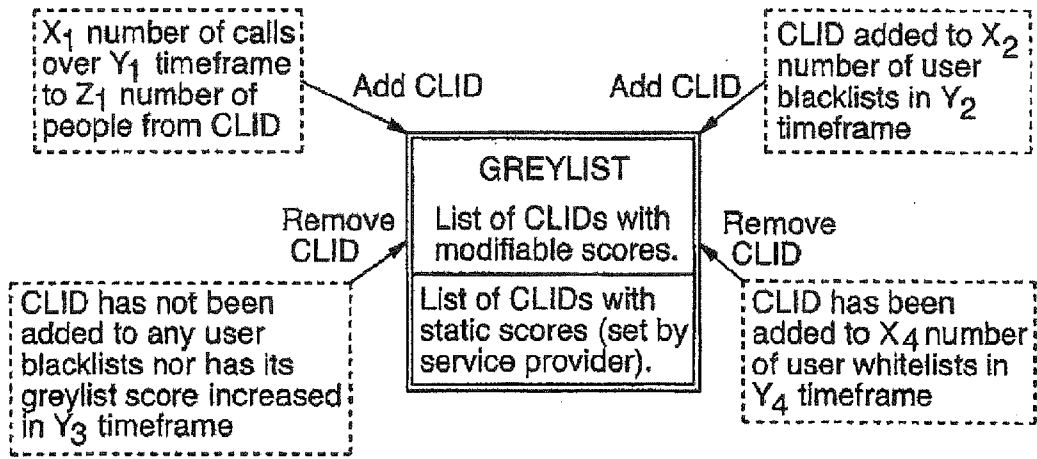 X₁ number of calls
over Y₁ timeframe
to Z₁ number of
people from CLID
Add CLID
Add CLID
CLID added to X₂
number of user
blacklists in Y₂
timeframe
GREYLIST
List of CLIDs with
modifiable scores.
List of CLIDs with
static scores (set by
service provider).
Remove
CLID
Remove
CLID
CLID has not been
added to any user
blacklists nor has its
greylist score increased
in Y₃ timeframe
CLID has been
added to X₄ number
of user whitelists in
Y₄ timeframe